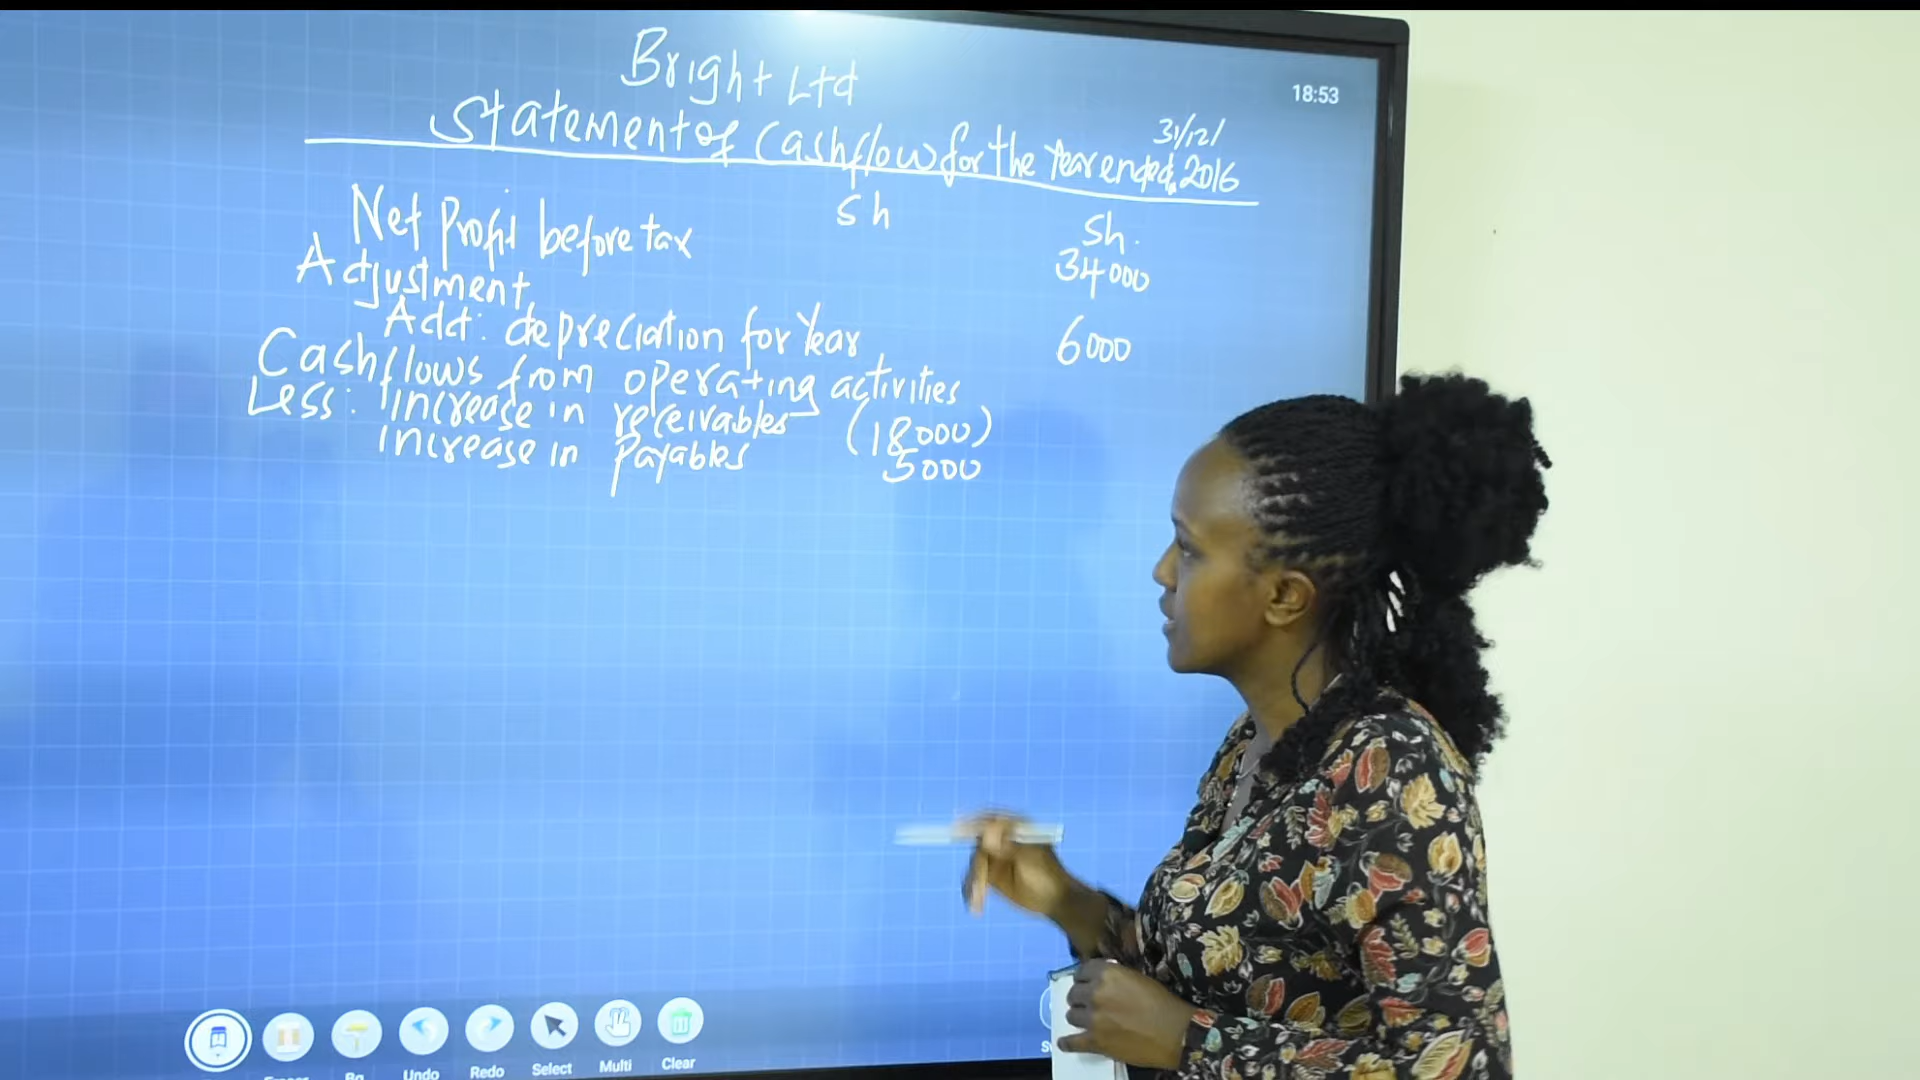 18:53
Bright Ltd
Statement of Cashflow for the Year ended 31/12/2016
Sh Sh.
Net Profit before tax 34000
Adjustment
Add: depreciation for Year 6000
Cashflows from operating activities
Less: increase in receivables (18000)
increase in Payables 5000
Undo Redo Select Multi Clear